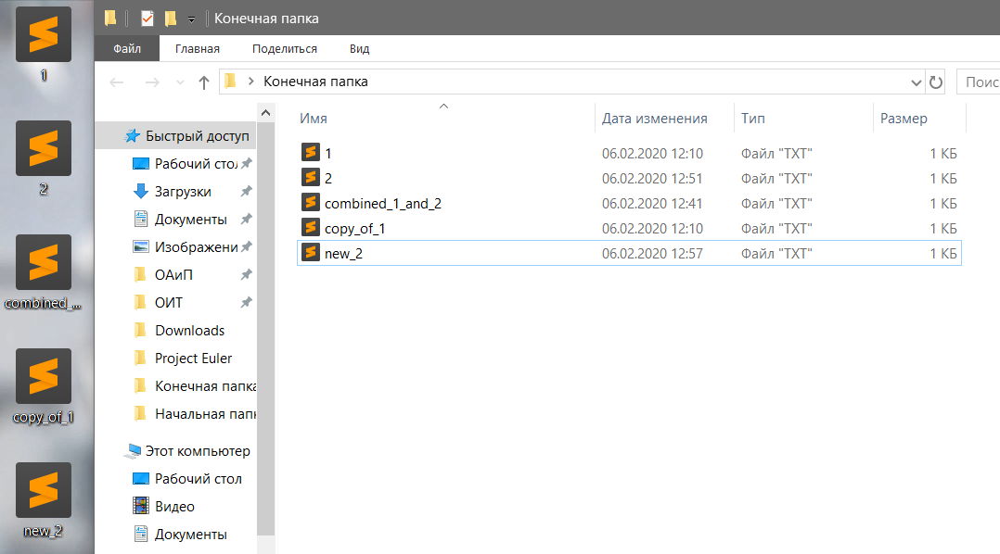 1
2
combined_...
copy_of_1
new_2
Конечная папка
Файл Главная Поделиться Вид
Конечная папка
Поис
Быстрый доступ
Рабочий стол
Загрузки
Документы
Изображени
ОАиП
ОИТ
Downloads
Project Euler
Конечная папка
Начальная папк
Этот компьютер
Рабочий стол
Видео
Документы
Имя Дата изменения Тип Размер
1 06.02.2020 12:10 Файл "TXT" 1 КБ
2 06.02.2020 12:51 Файл "TXT" 1 КБ
combined_1_and_2 06.02.2020 12:41 Файл "TXT" 1 КБ
copy_of_1 06.02.2020 12:10 Файл "TXT" 1 КБ
new_2 06.02.2020 12:57 Файл "TXT" 1 КБ